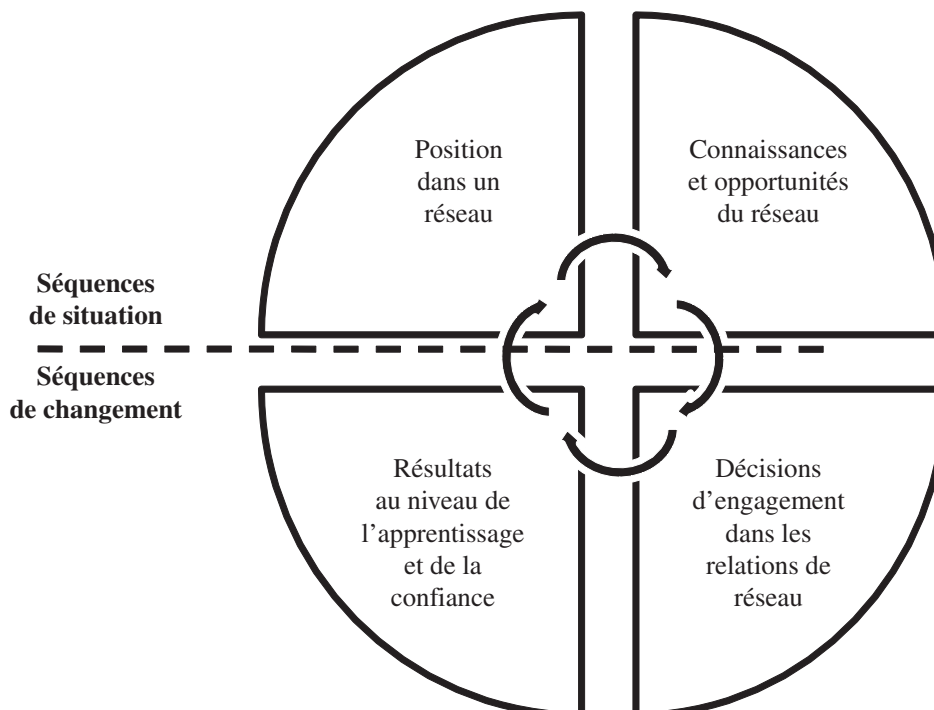 Position
dans un
réseau
Connaissances
et opportunités
du réseau
Séquences
de situation
Séquences
de changement
Résultats
au niveau de
l’apprentissage
et de la
confiance
Décisions
d’engagement
dans les
relations de
réseau